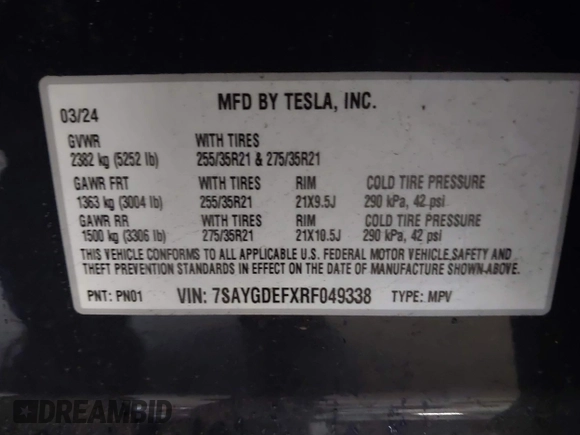 MFD BY TESLA, INC.
03/24
GVWR WITH TIRES
2382 kg (5252 lb) 255/35R21 & 275/35R21
GAWR FRT WITH TIRES RIM COLD TIRE PRESSURE
1363 kg (3004 lb) 255/35R21 21X9.5J 290 kPa, 42 psi
GAWR RR WITH TIRES RIM COLD TIRE PRESSURE
1500 kg (3306 lb) 275/35R21 21X10.5J 290 kPa, 42 psi
THIS VEHICLE CONFORMS TO ALL APPLICABLE U.S. FEDERAL MOTOR VEHICLE SAFETY AND
THEFT PREVENTION STANDARDS IN EFFECT ON THE DATE OF MANUFACTURE SHOWN ABOVE.
PNT: PN01 VIN: 7SAYGDEFXRF049338 TYPE: MPV
DREAMBID